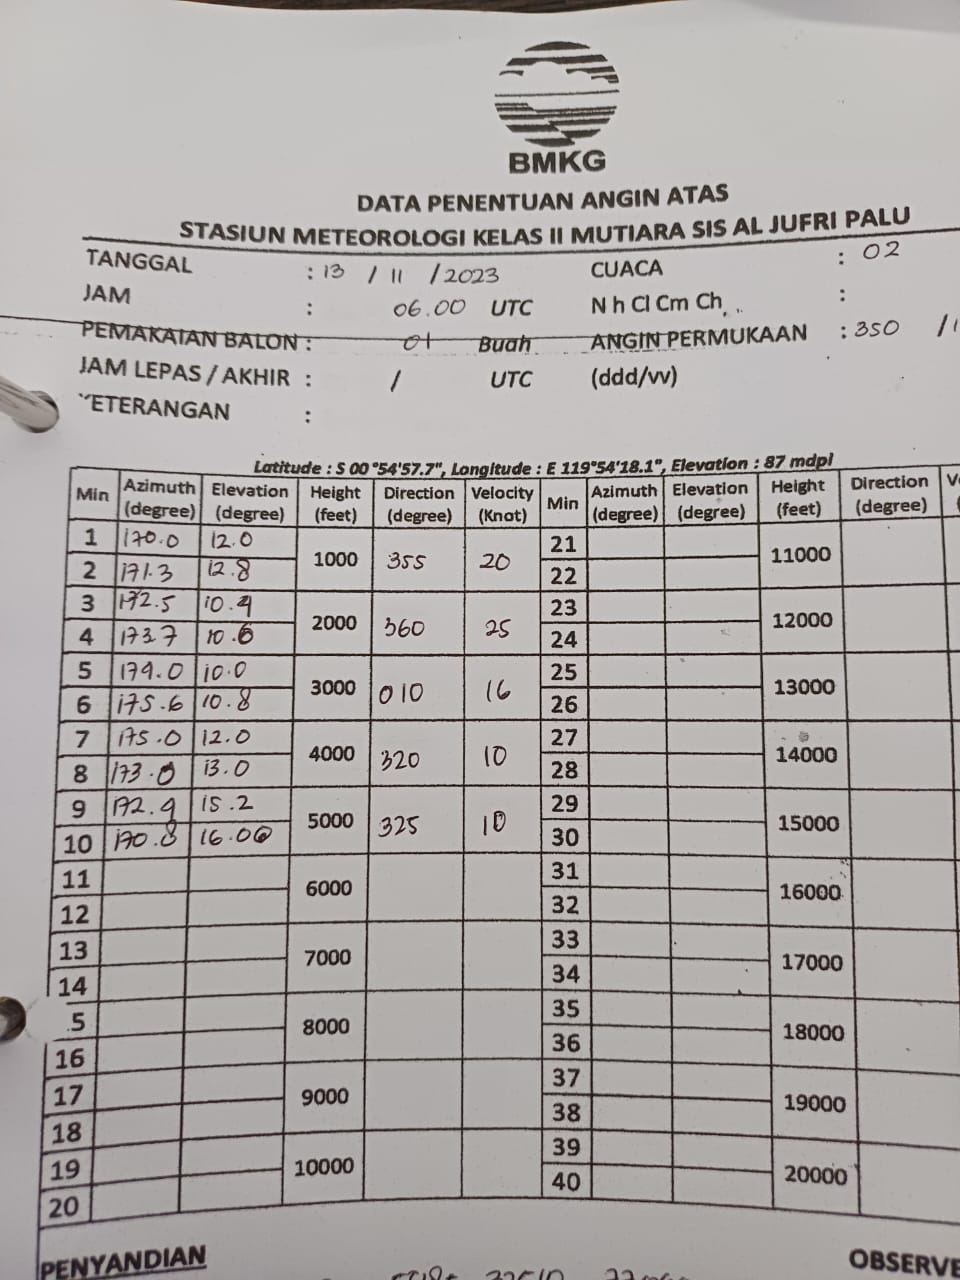 BMKG
DATA PENENTUAN ANGIN ATAS
STASIUN METEOROLOGI KELAS II MUTIARA SIS AL JUFRI PALU
TANGGAL : 13 / 11 / 2023 CUACA : 02
JAM : 06.00 UTC N h Cl Cm Ch :
PEMAKAIAN BALON : 01 Buah ANGIN PERMUKAAN : 350 /
JAM LEPAS / AKHIR : / UTC (ddd/vv)
ETERANGAN :
Latitude : S 00°54'57.7", Longitude : E 119°54'18.1", Elevation : 87 mdpl
Min Azimuth (degree) Elevation (degree) Height (feet) Direction (degree) Velocity (Knot) Min Azimuth (degree) Elevation (degree) Height (feet) Direction (degree)
1 170.0 12.0 1000 355 20 21 11000
2 171.3 12.8 22
3 172.5 10.4 2000 360 25 23 12000
4 173.7 10.6 24
5 174.0 10.0 3000 010 16 25 13000
6 175.6 10.8 26
7 175.0 12.0 4000 320 10 27 14000
8 173.0 13.0 28
9 172.9 15.2 5000 325 10 29 15000
10 170.8 16.00 30
11 6000 31 16000
12 32
13 7000 33 17000
14 34
5 8000 35 18000
16 36
17 9000 37 19000
18 38
19 10000 39 20000
20 40
PENYANDIAN OBSERVE